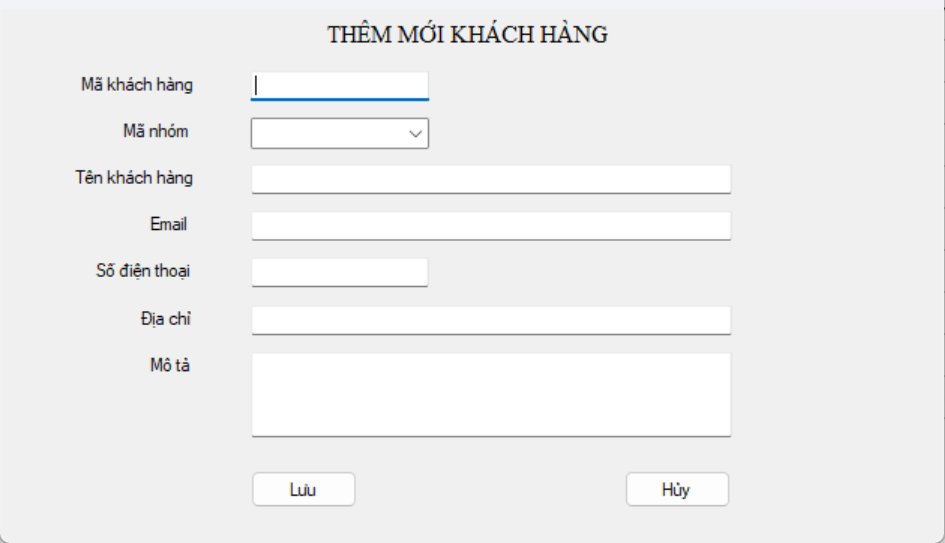 THÊM MỚI KHÁCH HÀNG
Mã khách hàng
Mã nhóm
Tên khách hàng
Email
Số điện thoại
Địa chỉ
Mô tả
Lưu Hủy